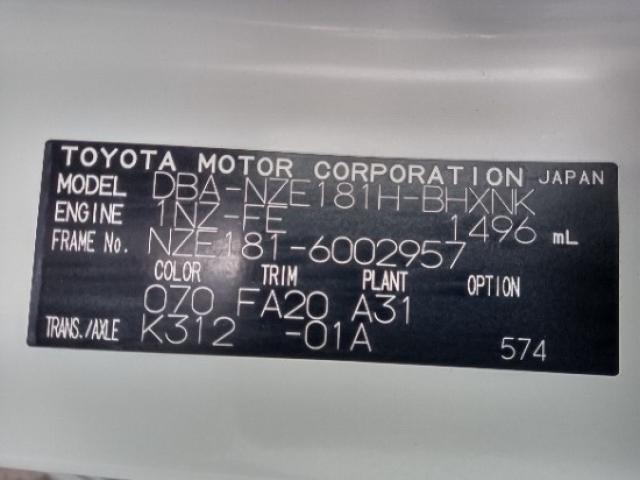 TOYOTA MOTOR CORPORATION JAPAN
MODEL DBA-NZE181H-BHXNK
ENGINE 1NZ-FE 1496 mL
FRAME No. NZE181-6002957
COLOR TRIM PLANT OPTION
070 FA20 A31
TRANS./AXLE K312 -01A 574